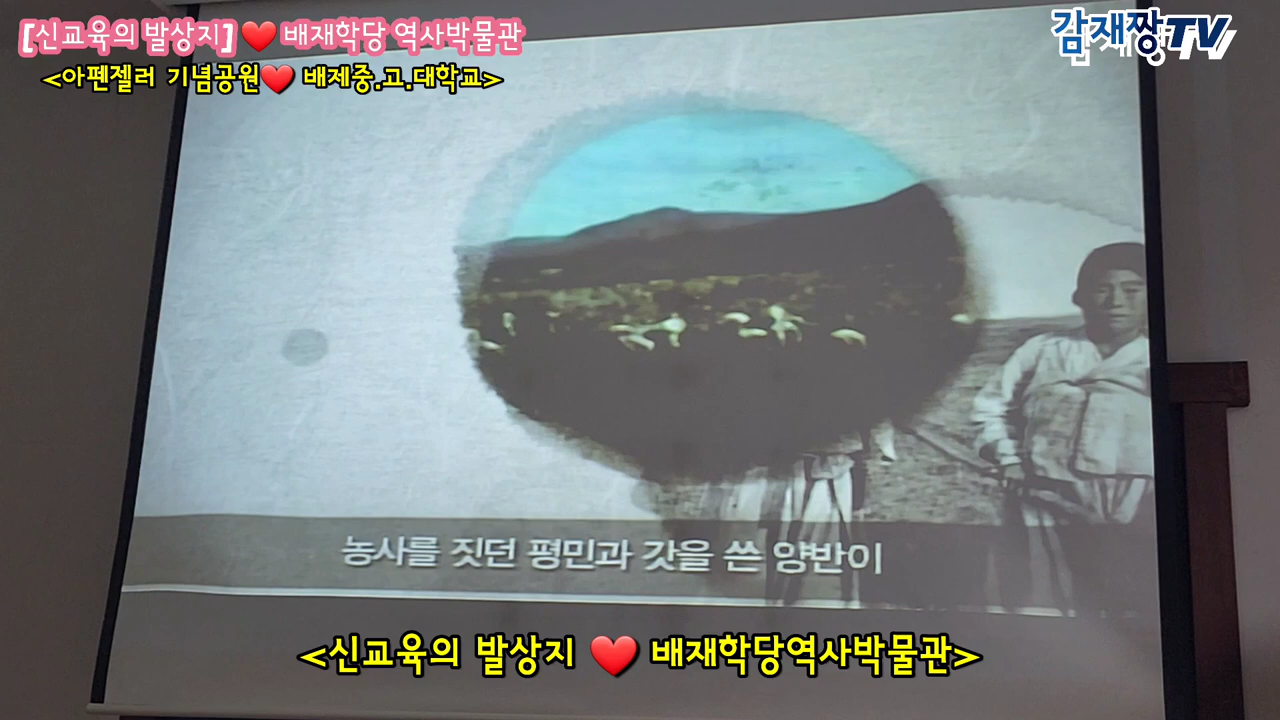 [신교육의 발상지]❤️배재학당 역사박물관
<아펜젤러 기념공원❤️ 배제중.고.대학교>
감재짱TV
농사를 짓던 평민과 갓을 쓴 양반이
<신교육의 발상지 ❤️ 배재학당역사박물관>